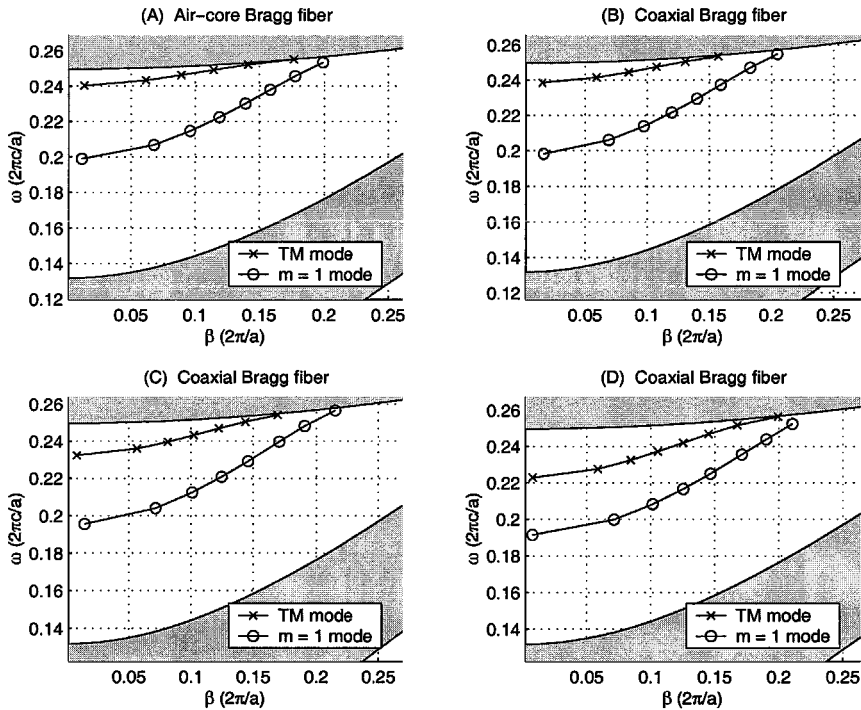 (A) Air-core Bragg fiber
0.26
0.24
0.22
0.2
0.18
0.16
0.14
0.12
ω (2πc/a)
TM mode
m = 1 mode
0.05 0.1 0.15 0.2 0.25
β (2π/a)
(B) Coaxial Bragg fiber
0.26
0.24
0.22
0.2
0.18
0.16
0.14
0.12
ω (2πc/a)
TM mode
m = 1 mode
0.05 0.1 0.15 0.2 0.25
β (2π/a)
(C) Coaxial Bragg fiber
0.26
0.24
0.22
0.2
0.18
0.16
0.14
ω (2πc/a)
TM mode
m = 1 mode
0.05 0.1 0.15 0.2 0.25
β (2π/a)
(D) Coaxial Bragg fiber
0.26
0.24
0.22
0.2
0.18
0.16
0.14
ω (2πc/a)
TM mode
m = 1 mode
0.05 0.1 0.15 0.2 0.25
β (2π/a)